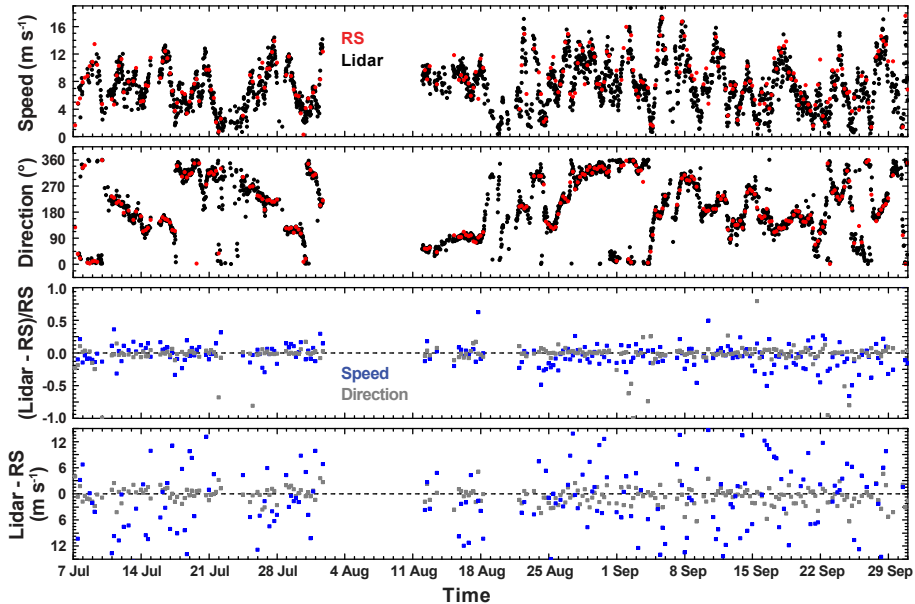 Speed (m s⁻¹)
16
12
8
4
0
RS
Lidar
Direction (°)
360
270
180
90
0
(Lidar - RS)/RS
1.0
0.5
0.0
-0.5
-1.0
Speed
Direction
Lidar - RS
(m s⁻¹)
12
6
0
6
12
7 Jul 14 Jul 21 Jul 28 Jul 4 Aug 11 Aug 18 Aug 25 Aug 1 Sep 8 Sep 15 Sep 22 Sep 29 Sep
Time